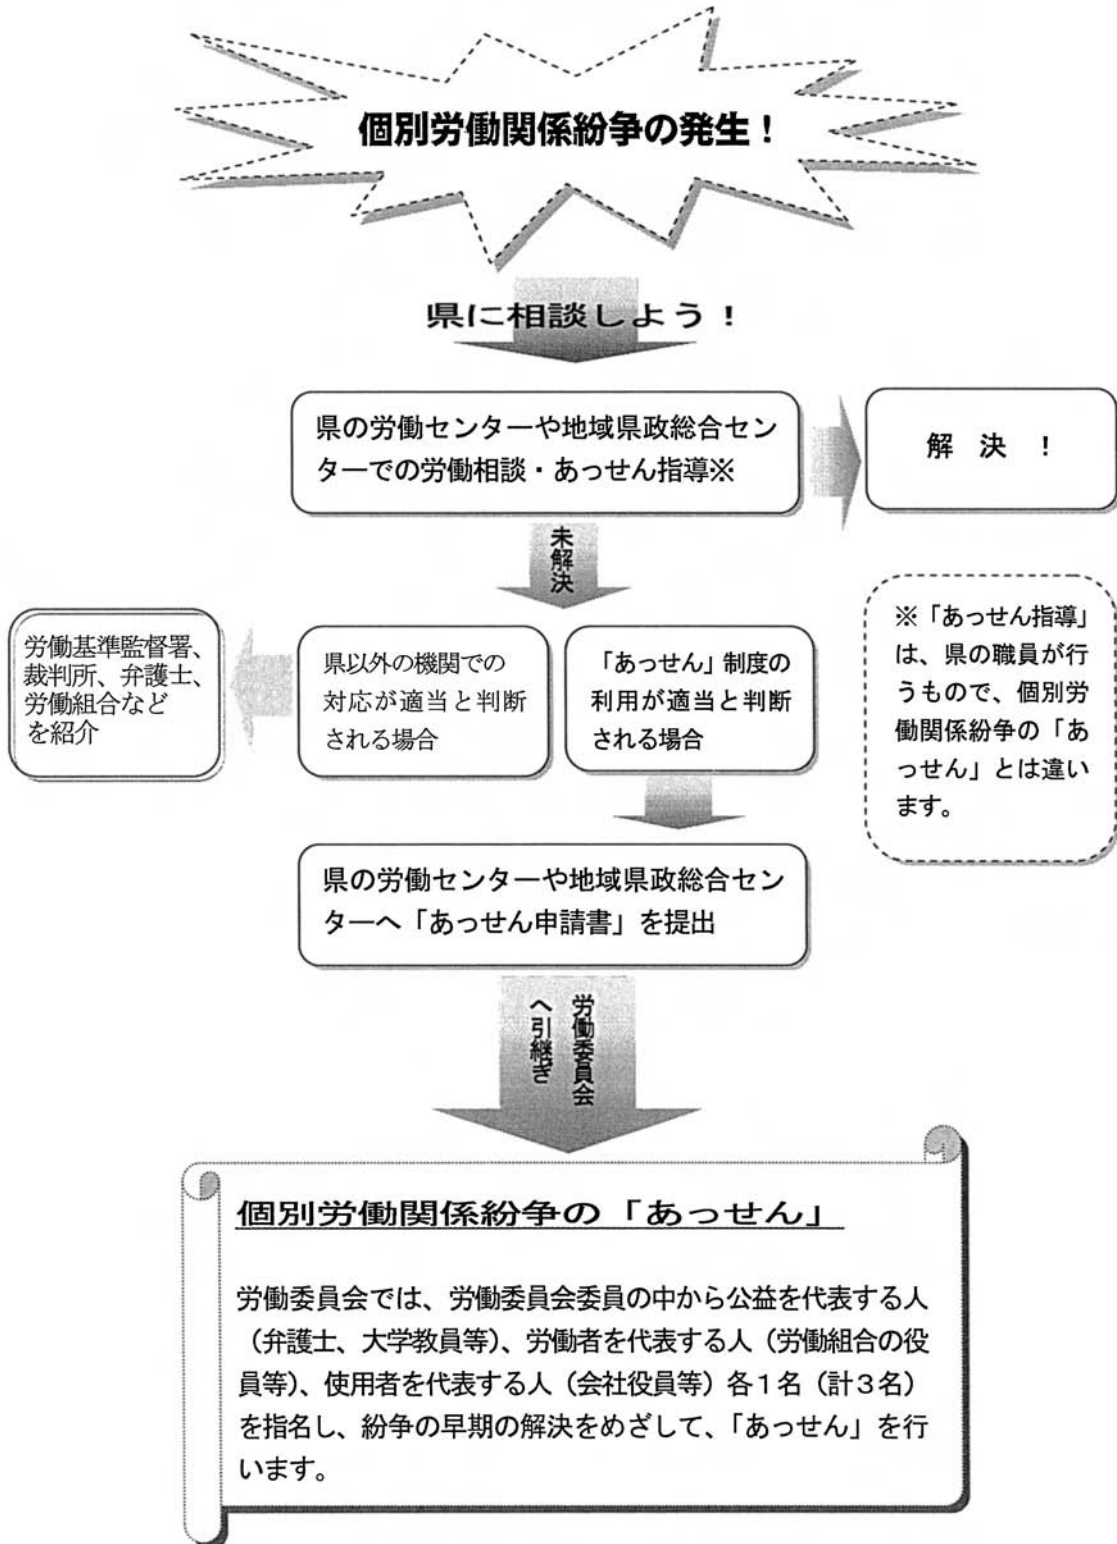 個別労働関係紛争の発生！
県に相談しよう！
県の労働センターや地域県政総合セン
ターでの労働相談・あっせん指導※
解 決 ！
未解決
労働基準監督署、
裁判所、弁護士、
労働組合など
を紹介
県以外の機関での
対応が適当と判断
される場合
「あっせん」制度の
利用が適当と判断
される場合
※「あっせん指導」
は、県の職員が行
うもので、個別労
働関係紛争の「あ
っせん」とは違い
ます。
県の労働センターや地域県政総合セン
ターへ「あっせん申請書」を提出
労働委員会
へ引継ぎ
個別労働関係紛争の「あっせん」
労働委員会では、労働委員会委員の中から公益を代表する人
（弁護士、大学教員等）、労働者を代表する人（労働組合の役
員等）、使用者を代表する人（会社役員等）各１名（計３名）
を指名し、紛争の早期の解決をめざして、「あっせん」を行
います。